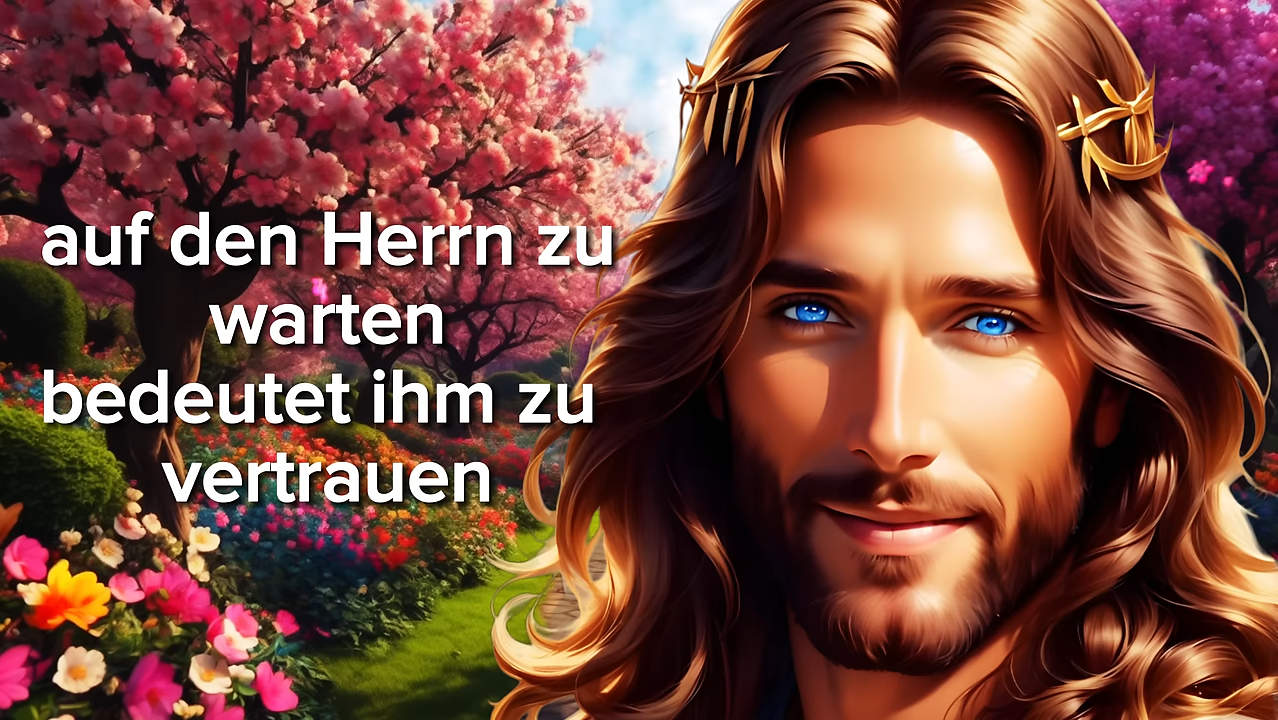 auf den Herrn zu
warten
bedeutet ihm zu
vertrauen